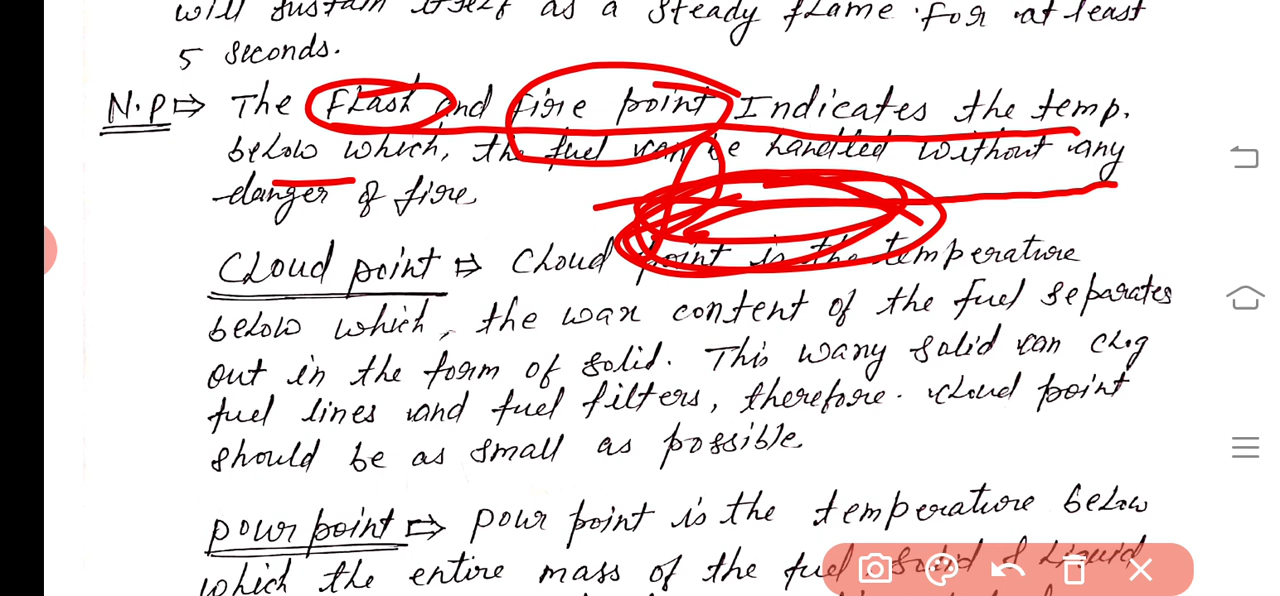 will sustain itself as a steady flame for at least
5 seconds.
N.P ⇒ The Flash and fire point Indicates the temp.
below which, the fuel can be handled without any
danger of fire.
Cloud point ⇒ Cloud point is the temperature
below which, the wax content of the fuel separates
out in the form of solid. This waxy solid can clog
fuel lines and fuel filters, therefore. cloud point
should be as small as possible.
pour point ⇒ pour point is the temperature below
which the entire mass of the fuel, solid & Liquid